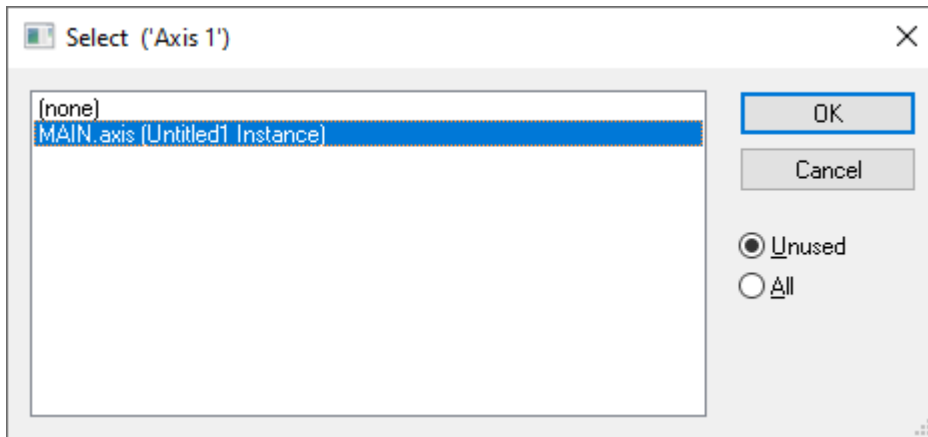 Select ('Axis 1')
(none)
MAIN.axis (Untitled1 Instance)
OK
Cancel
Unused
All